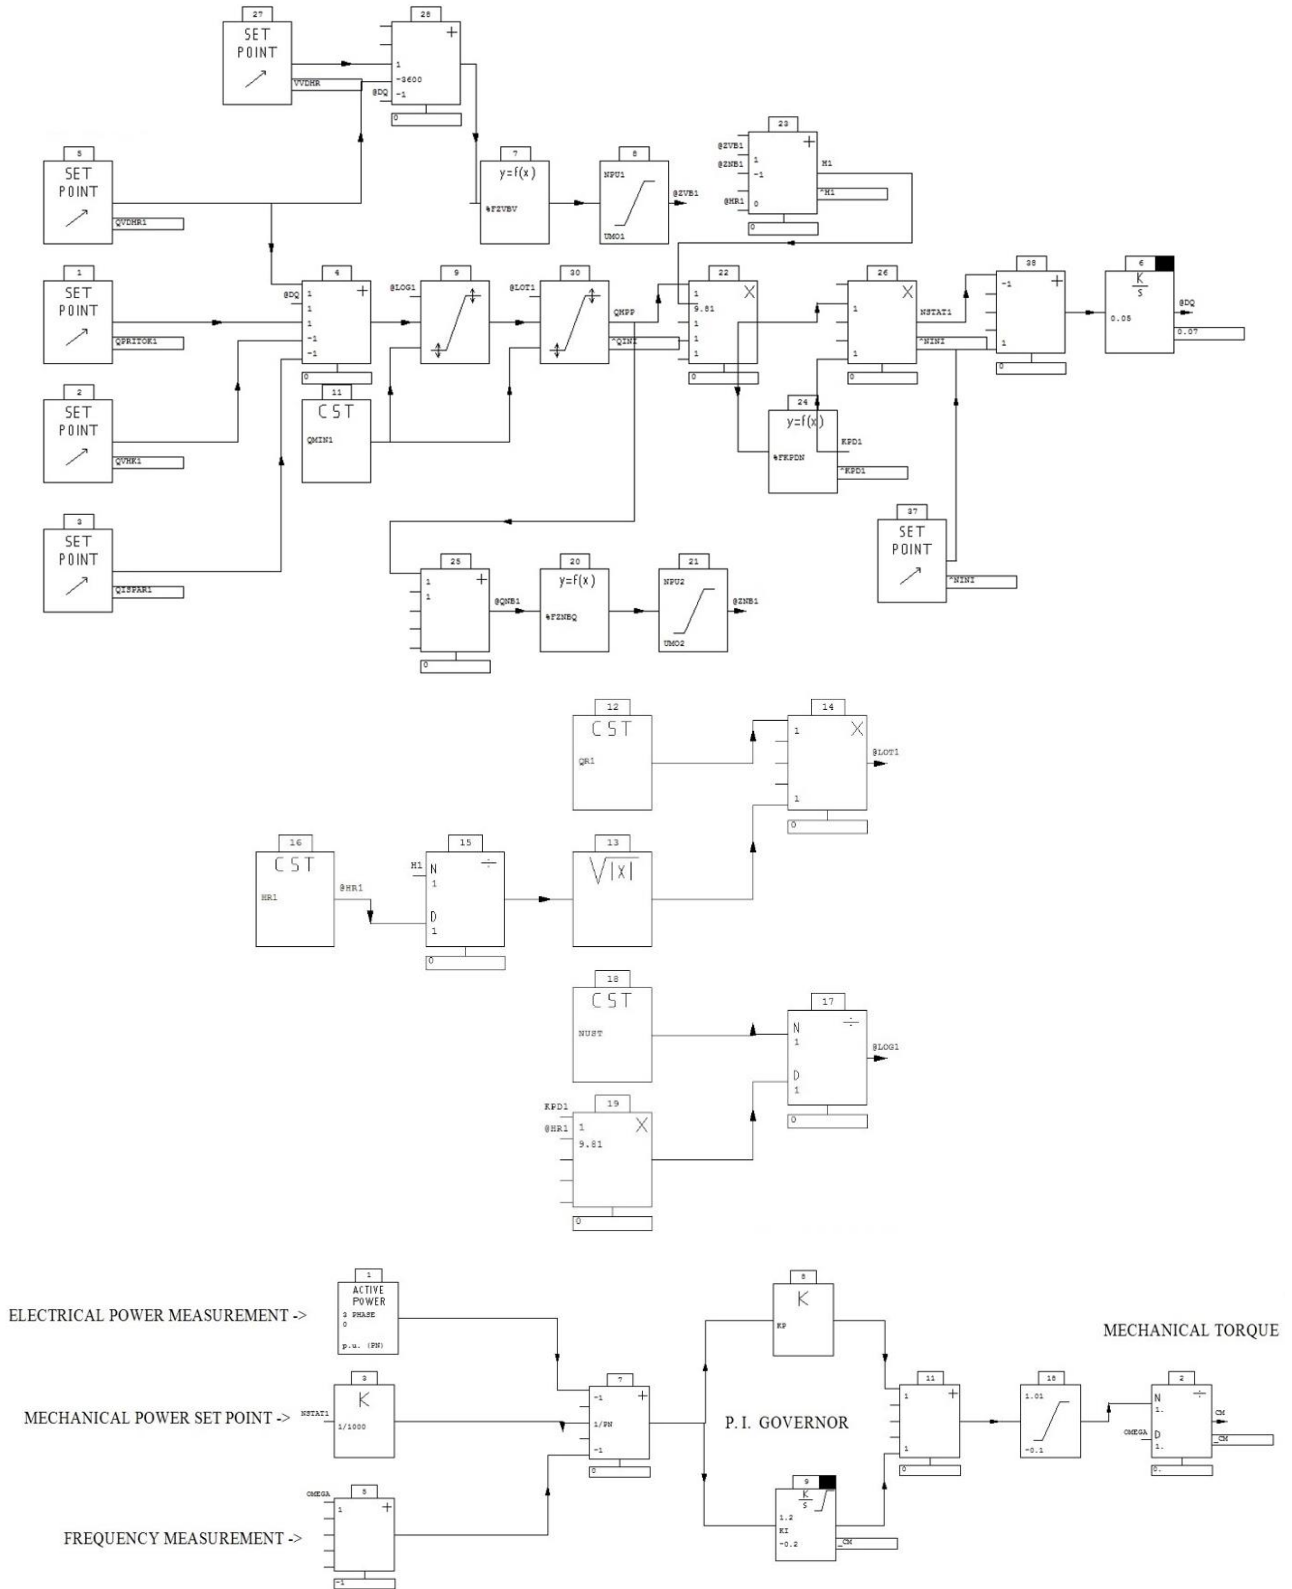 27
SET
POINT
VVDHR
28
+
1
-3600
@DQ
-1
0
5
SET
POINT
QVDHR1
7
y=f(x)
%FZVBV
8
NPU1
UMO1
@ZVB1
23
+
@ZVB1
1
@ZNB1
-1
@HR1
0
H1
^H1
0
1
SET
POINT
QPRITOK1
4
+
@DQ
1
1
1
-1
-1
0
9
@LOG1
30
@LOT1
QHPP
^QINI
22
X
1
9.81
1
1
1
0
26
X
1
1
NSTAT1
^NINI
0
38
+
-1
1
0
6
K
S
0.05
@DQ
0.07
2
SET
POINT
QVHK1
11
CST
QMIN1
24
y=f(x)
%FKPDN
KPD1
^KPD1
3
SET
POINT
QISPAR1
37
SET
POINT
^NINI
25
+
1
1
0
@QNB1
20
y=f(x)
%FZNBQ
21
NPU2
UMO2
@ZNB1
12
CST
QR1
14
X
1
1
0
@LOT1
16
CST
HR1
@HR1
15
÷
H1
N
1
D
1
0
13
√|x|
18
CST
NUST
17
÷
N
1
D
1
0
@LOG1
19
X
KPD1
1
@HR1
9.81
0
ELECTRICAL POWER MEASUREMENT ->
1
ACTIVE
POWER
3 PHASE
0
p.u. (PN)
MECHANICAL POWER SET POINT ->
NSTAT1
3
K
1/1000
FREQUENCY MEASUREMENT ->
OMEGA
5
+
1
-1
7
+
-1
1/PN
-1
0
8
K
KP
P. I. GOVERNOR
9
K
S
1.2
KI
-0.2
_CM
11
+
1
1
0
18
1.01
-0.1
MECHANICAL TORQUE
2
÷
N
1.
OMEGA
D
1.
0.
CM
_CM